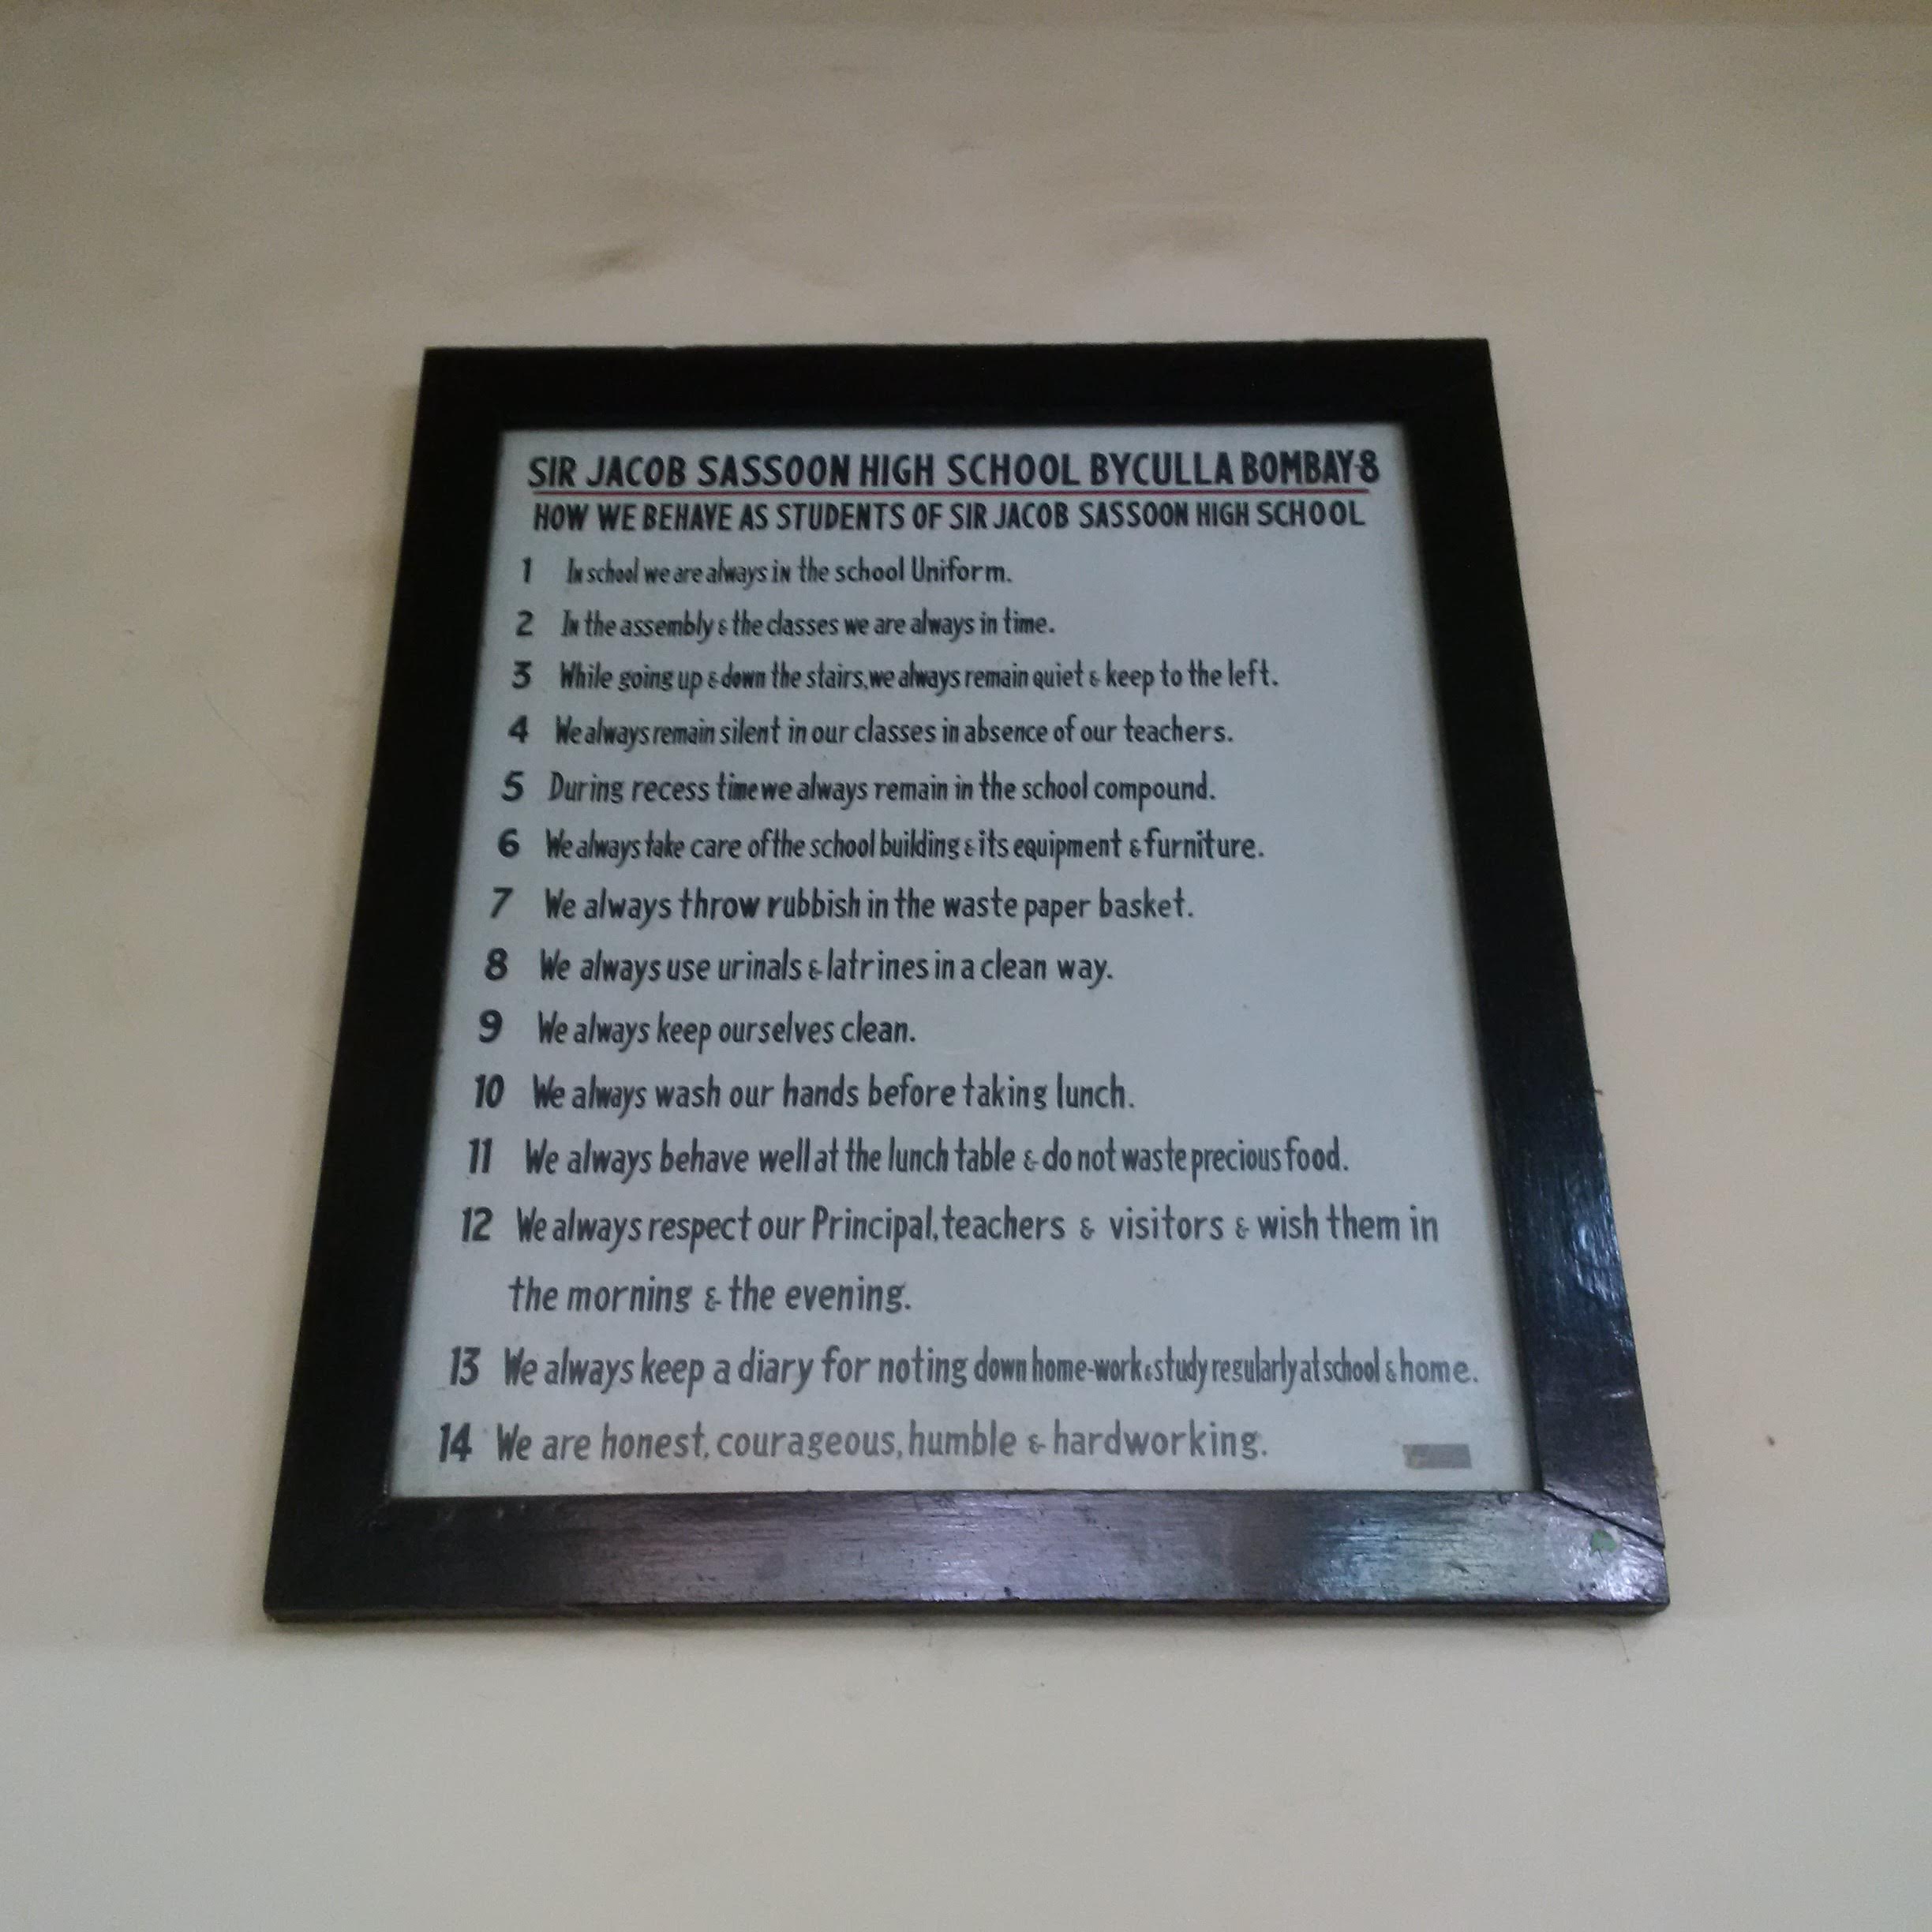 SIR JACOB SASSOON HIGH SCHOOL BYCULLA BOMBAY-8
HOW WE BEHAVE AS STUDENTS OF SIR JACOB SASSOON HIGH SCHOOL
1 In school we are always in the school Uniform.
2 In the assembly & the classes we are always in time.
3 While going up & down the stairs, we always remain quiet & keep to the left.
4 We always remain silent in our classes in absence of our teachers.
5 During recess time we always remain in the school compound.
6 We always take care of the school building & its equipment & furniture.
7 We always throw rubbish in the waste paper basket.
8 We always use urinals & latrines in a clean way.
9 We always keep ourselves clean.
10 We always wash our hands before taking lunch.
11 We always behave well at the lunch table & do not waste precious food.
12 We always respect our Principal, teachers & visitors & wish them in
the morning & the evening.
13 We always keep a diary for noting down home-work & study regularly at school & home.
14 We are honest, courageous, humble & hardworking.